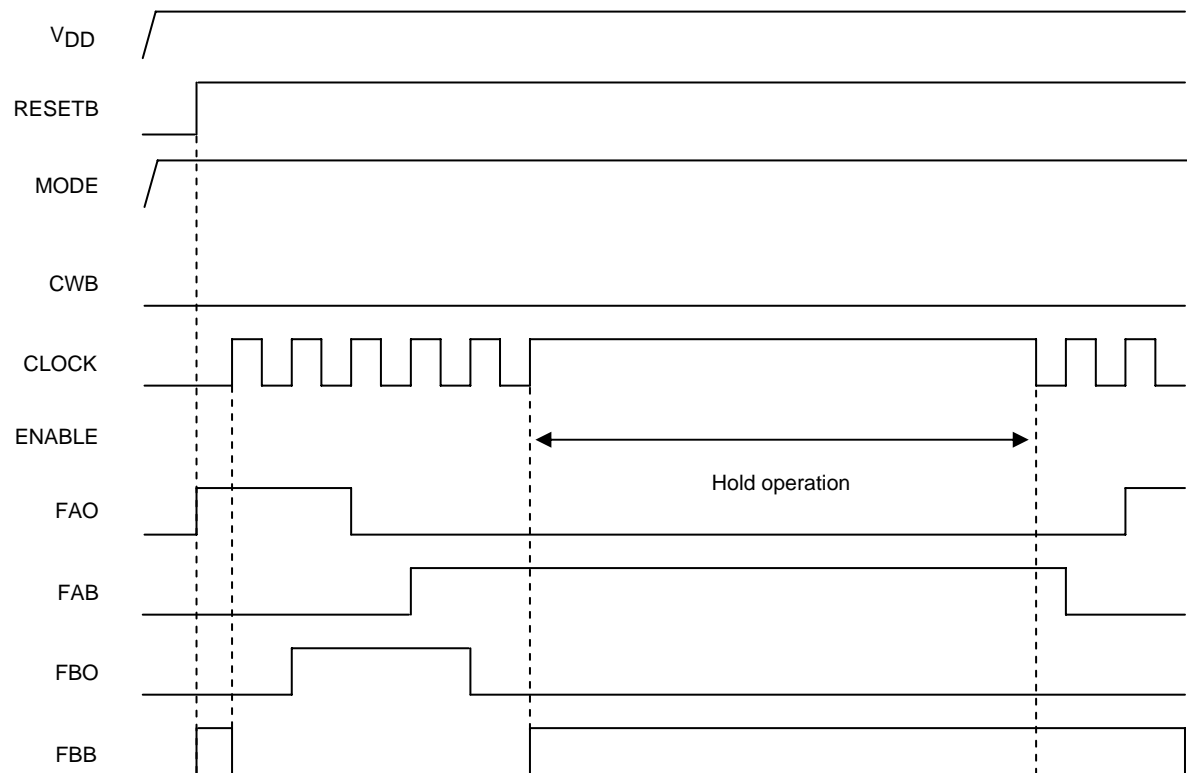 VDD
RESETB
MODE
CWB
CLOCK
ENABLE
Hold operation
FAO
FAB
FBO
FBB